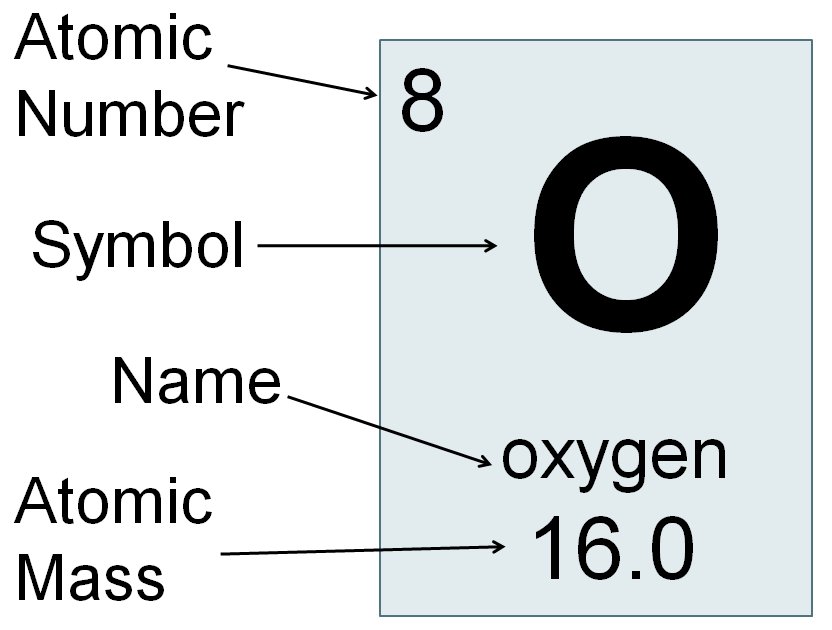 Atomic
Number
8
Symbol
O
Name
oxygen
Atomic
Mass
16.0